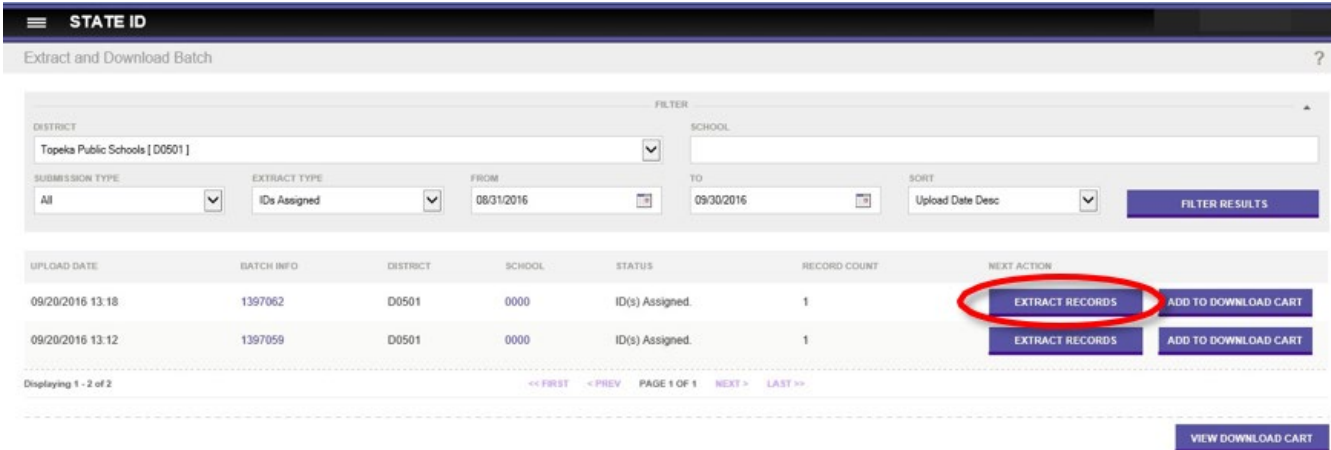 STATE ID
Extract and Download Batch ?
FILTER
DISTRICT SCHOOL
Topeka Public Schools [ D0501 ]
SUBMISSION TYPE EXTRACT TYPE FROM TO SORT
All IDs Assigned 08/31/2016 09/30/2016 Upload Date Desc FILTER RESULTS
UPLOAD DATE BATCH INFO DISTRICT SCHOOL STATUS RECORD COUNT NEXT ACTION
09/20/2016 13:18 1397062 D0501 0000 ID(s) Assigned. 1 EXTRACT RECORDS ADD TO DOWNLOAD CART
09/20/2016 13:12 1397059 D0501 0000 ID(s) Assigned. 1 EXTRACT RECORDS ADD TO DOWNLOAD CART
Displaying 1 - 2 of 2 << FIRST < PREV PAGE 1 OF 1 NEXT > LAST >>
VIEW DOWNLOAD CART